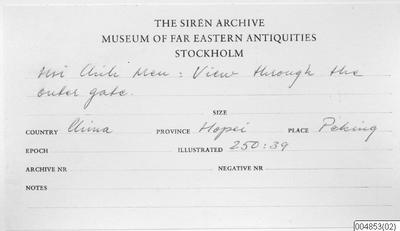 THE SIRÉN ARCHIVE
MUSEUM OF FAR EASTERN ANTIQUITIES
STOCKHOLM
Hsi Chih Men : View through the
outer gate.
SIZE
COUNTRY China PROVINCE Hopei PLACE Peking
EPOCH ILLUSTRATED 250:39
ARCHIVE NR NEGATIVE NR
NOTES
004853(02)